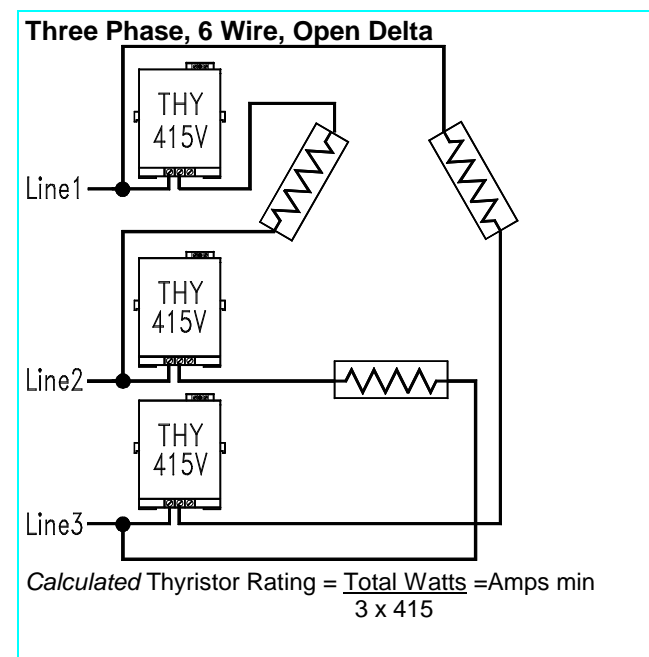 Three Phase, 6 Wire, Open Delta
THY
415V
Line1
THY
415V
Line2
THY
415V
Line3
Calculated Thyristor Rating = Total Watts =Amps min
3 x 415